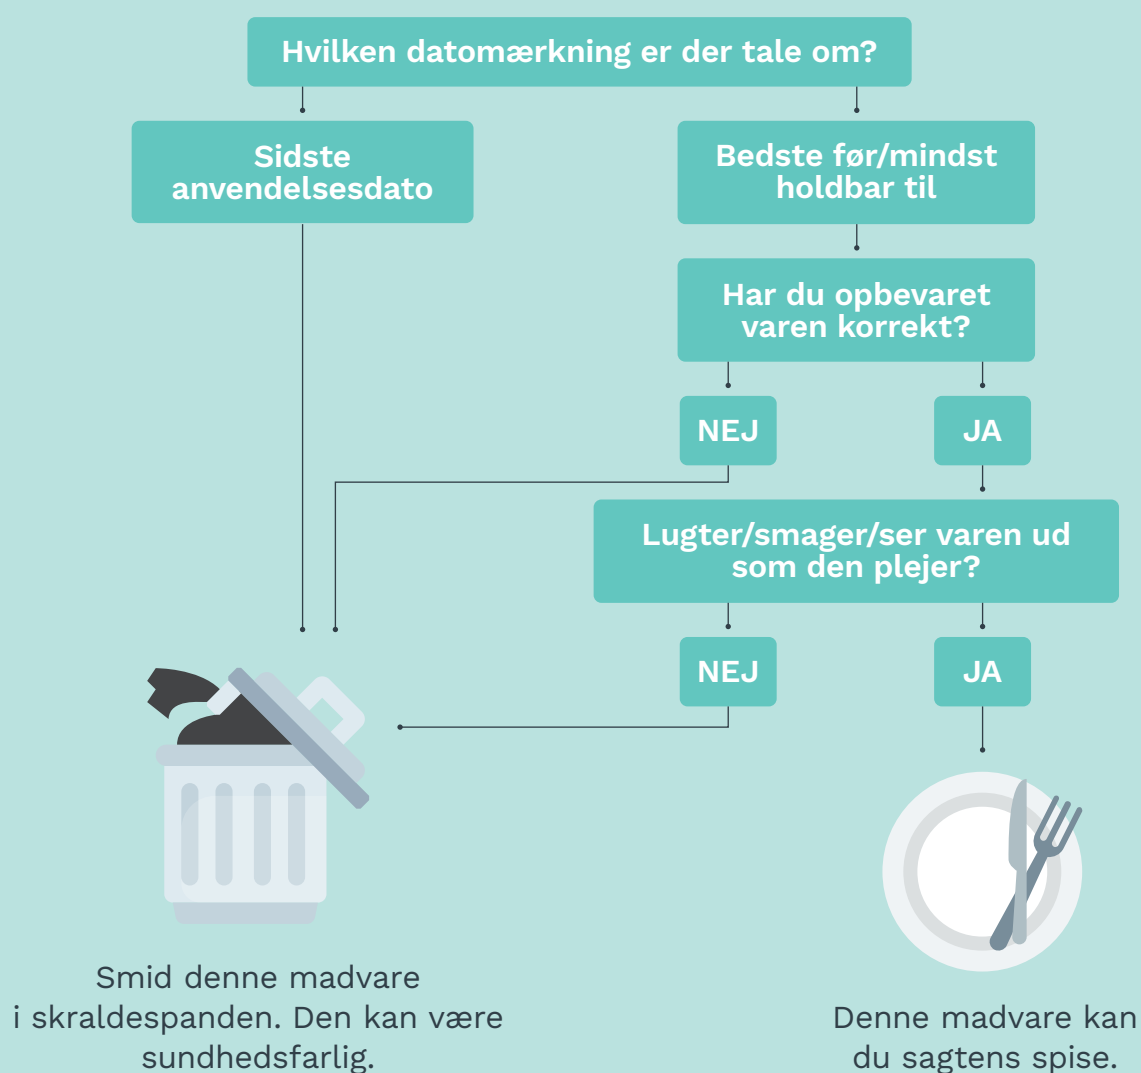 Hvilken datomærkning er der tale om?
Sidste
anvendelsesdato
Bedste før/mindst
holdbar til
Har du opbevaret
varen korrekt?
NEJ
JA
Lugter/smager/ser varen ud
som den plejer?
NEJ
JA
Smid denne madvare
i skraldespanden. Den kan være
sundhedsfarlig.
Denne madvare kan
du sagtens spise.